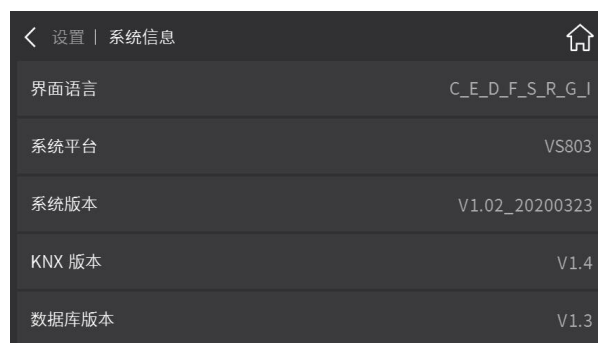 设置 | 系统信息
界面语言 C_E_D_F_S_R_G_I
系统平台 VS803
系统版本 V1.02_20200323
KNX 版本 V1.4
数据库版本 V1.3